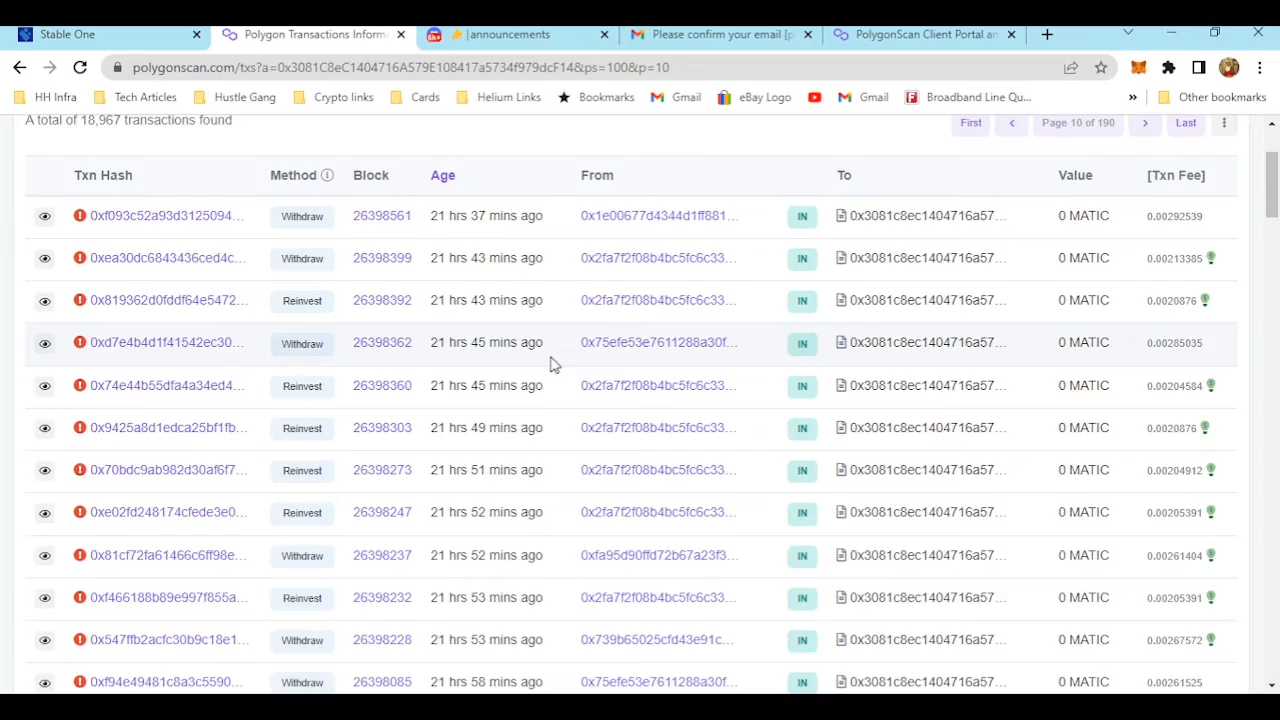 Stable One
Polygon Transactions Inform
| announcements
Please confirm your email [p
PolygonScan Client Portal an
polygonscan.com/txs?a=0x3081C8eC1404716A579E108417a5734f979dcF14&ps=100&p=10
HH Infra Tech Articles Hustle Gang Crypto links Cards Helium Links Bookmarks Gmail eBay Logo Gmail Broadband Line Qu... » Other bookmarks
A total of 18,967 transactions found First < Page 10 of 190 > Last
Txn Hash Method Block Age From To Value [Txn Fee]
0xf093c52a93d3125094... Withdraw 26398561 21 hrs 37 mins ago 0x1e00677d4344d1ff881... IN 0x3081c8ec1404716a57... 0 MATIC 0.00292539
0xea30dc6843436ced4c... Withdraw 26398399 21 hrs 43 mins ago 0x2fa7f2f08b4bc5fc6c33... IN 0x3081c8ec1404716a57... 0 MATIC 0.00213385
0x819362d0fddf64e5472... Reinvest 26398392 21 hrs 43 mins ago 0x2fa7f2f08b4bc5fc6c33... IN 0x3081c8ec1404716a57... 0 MATIC 0.0020876
0xd7e4b4d1f41542ec30... Withdraw 26398362 21 hrs 45 mins ago 0x75efe53e7611288a30f... IN 0x3081c8ec1404716a57... 0 MATIC 0.00285035
0x74e44b55dfa4a34ed4... Reinvest 26398360 21 hrs 45 mins ago 0x2fa7f2f08b4bc5fc6c33... IN 0x3081c8ec1404716a57... 0 MATIC 0.00204584
0x9425a8d1edca25bf1fb... Reinvest 26398303 21 hrs 49 mins ago 0x2fa7f2f08b4bc5fc6c33... IN 0x3081c8ec1404716a57... 0 MATIC 0.0020876
0x70bdc9ab982d30af6f7... Reinvest 26398273 21 hrs 51 mins ago 0x2fa7f2f08b4bc5fc6c33... IN 0x3081c8ec1404716a57... 0 MATIC 0.00204912
0xe02fd248174cfede3e0... Reinvest 26398247 21 hrs 52 mins ago 0x2fa7f2f08b4bc5fc6c33... IN 0x3081c8ec1404716a57... 0 MATIC 0.00205391
0x81cf72fa61466c6ff98e... Withdraw 26398237 21 hrs 52 mins ago 0xfa95d90ffd72b67a23f3... IN 0x3081c8ec1404716a57... 0 MATIC 0.00261404
0xf466188b89e997f855a... Reinvest 26398232 21 hrs 53 mins ago 0x2fa7f2f08b4bc5fc6c33... IN 0x3081c8ec1404716a57... 0 MATIC 0.00205391
0x547ffb2acfc30b9c18e1... Withdraw 26398228 21 hrs 53 mins ago 0x739b65025cfd43e91c... IN 0x3081c8ec1404716a57... 0 MATIC 0.00267572
0xf94e49481c8a3c5590... Withdraw 26398085 21 hrs 58 mins ago 0x75efe53e7611288a30f... IN 0x3081c8ec1404716a57... 0 MATIC 0.00261525